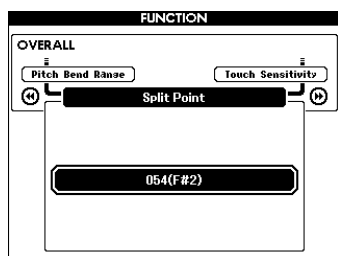 FUNCTION
OVERALL
Pitch Bend Range
Touch Sensitivity
Split Point
054(F#2)